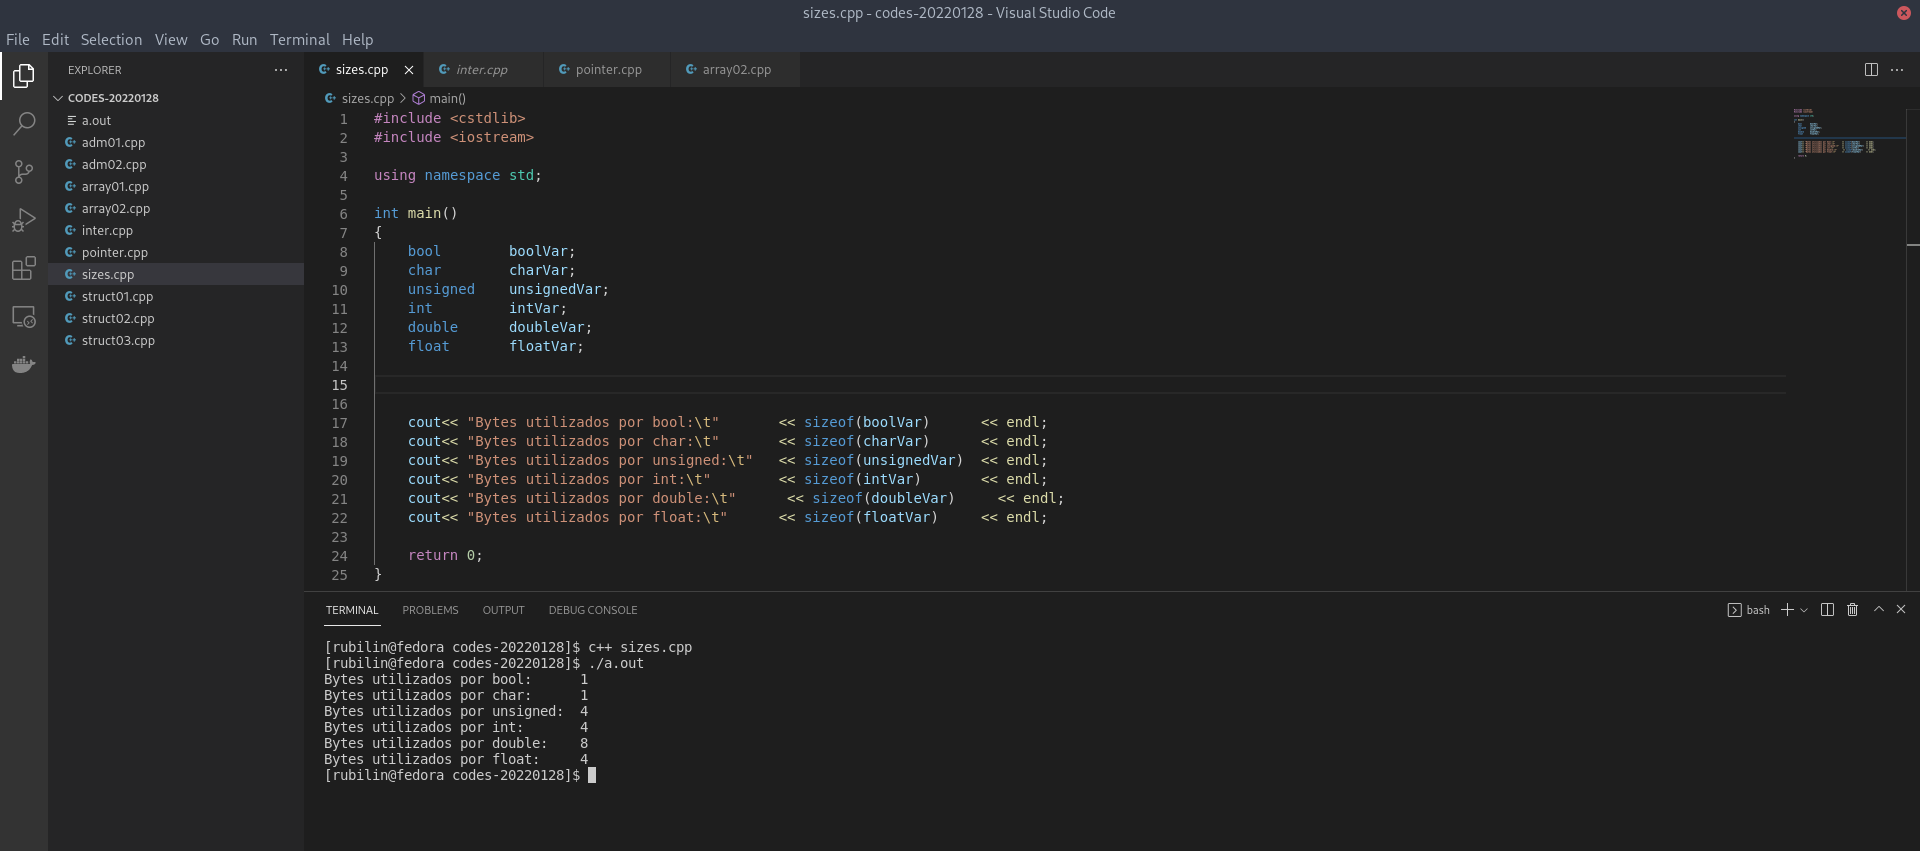 sizes.cpp - codes-20220128 - Visual Studio Code
File Edit Selection View Go Run Terminal Help
EXPLORER
CODES-20220128
a.out
adm01.cpp
adm02.cpp
array01.cpp
array02.cpp
inter.cpp
pointer.cpp
sizes.cpp
struct01.cpp
struct02.cpp
struct03.cpp
sizes.cpp inter.cpp pointer.cpp array02.cpp
sizes.cpp > main()
1 #include <cstdlib>
2 #include <iostream>
3
4 using namespace std;
5
6 int main()
7 {
8     bool        boolVar;
9     char        charVar;
10     unsigned    unsignedVar;
11     int         intVar;
12     double      doubleVar;
13     float       floatVar;
14
15
16
17     cout<< "Bytes utilizados por bool:\t"       << sizeof(boolVar)      << endl;
18     cout<< "Bytes utilizados por char:\t"       << sizeof(charVar)      << endl;
19     cout<< "Bytes utilizados por unsigned:\t"   << sizeof(unsignedVar)  << endl;
20     cout<< "Bytes utilizados por int:\t"        << sizeof(intVar)       << endl;
21     cout<< "Bytes utilizados por double:\t"      << sizeof(doubleVar)     << endl;
22     cout<< "Bytes utilizados por float:\t"      << sizeof(floatVar)     << endl;
23
24     return 0;
25 }
TERMINAL PROBLEMS OUTPUT DEBUG CONSOLE bash
[rubilin@fedora codes-20220128]$ c++ sizes.cpp
[rubilin@fedora codes-20220128]$ ./a.out
Bytes utilizados por bool:      1
Bytes utilizados por char:      1
Bytes utilizados por unsigned:  4
Bytes utilizados por int:       4
Bytes utilizados por double:    8
Bytes utilizados por float:     4
[rubilin@fedora codes-20220128]$